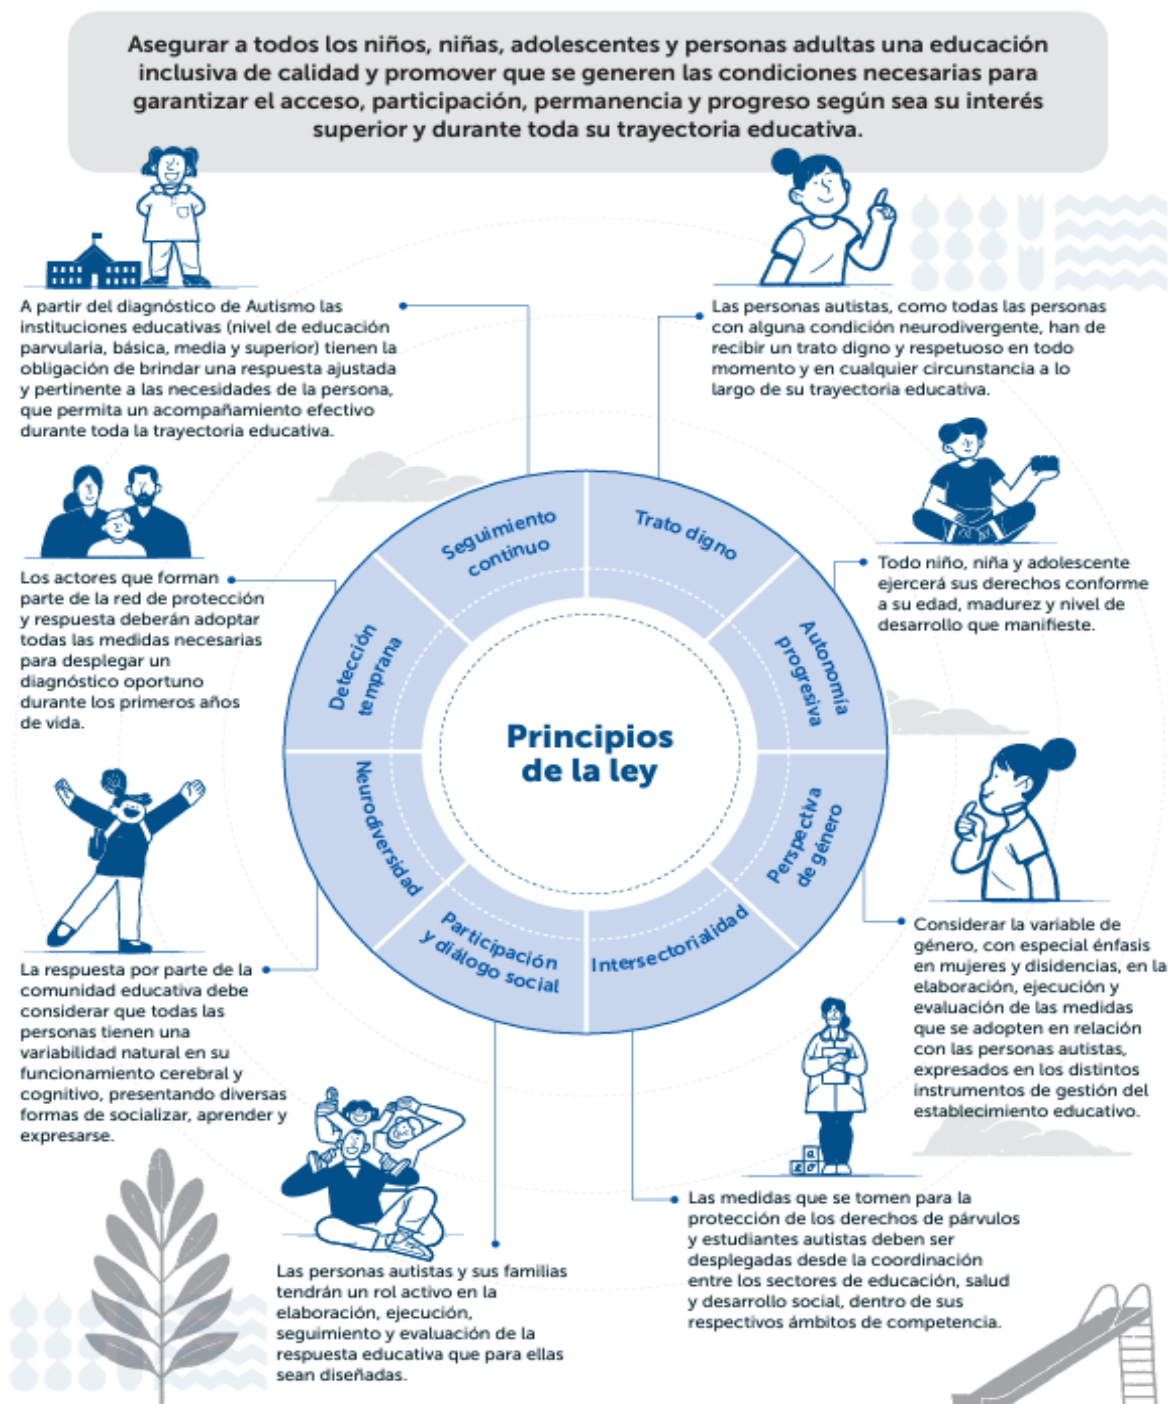 Asegurar a todos los niños, niñas, adolescentes y personas adultas una educación
inclusiva de calidad y promover que se generen las condiciones necesarias para
garantizar el acceso, participación, permanencia y progreso según sea su interés
superior y durante toda su trayectoria educativa.
A partir del diagnóstico de Autismo las
instituciones educativas (nivel de educación
parvularia, básica, media y superior) tienen la
obligación de brindar una respuesta ajustada
y pertinente a las necesidades de la persona,
que permita un acompañamiento efectivo
durante toda la trayectoria educativa.
Las personas autistas, como todas las personas
con alguna condición neurodivergente, han de
recibir un trato digno y respetuoso en todo
momento y en cualquier circunstancia a lo
largo de su trayectoria educativa.
Los actores que forman
parte de la red de protección
y respuesta deberán adoptar
todas las medidas necesarias
para desplegar un
diagnóstico oportuno
durante los primeros años
de vida.
Todo niño, niña y adolescente
ejercerá sus derechos conforme
a su edad, madurez y nivel de
desarrollo que manifieste.
Seguimiento
continuo
Trato digno
Detección
temprana
Autonomía
progresiva
Principios
de la ley
Neurodiversidad
Perspectiva
de género
Participación
y diálogo social
Intersectorialidad
Considerar la variable de
género, con especial énfasis
en mujeres y disidencias, en la
elaboración, ejecución y
evaluación de las medidas
que se adopten en relación
con las personas autistas,
expresados en los distintos
instrumentos de gestión del
establecimiento educativo.
La respuesta por parte de la
comunidad educativa debe
considerar que todas las
personas tienen una
variabilidad natural en su
funcionamiento cerebral y
cognitivo, presentando diversas
formas de socializar, aprender y
expresarse.
Las personas autistas y sus familias
tendrán un rol activo en la
elaboración, ejecución,
seguimiento y evaluación de la
respuesta educativa que para ellas
sean diseñadas.
Las medidas que se tomen para la
protección de los derechos de párvulos
y estudiantes autistas deben ser
desplegadas desde la coordinación
entre los sectores de educación, salud
y desarrollo social, dentro de sus
respectivos ámbitos de competencia.